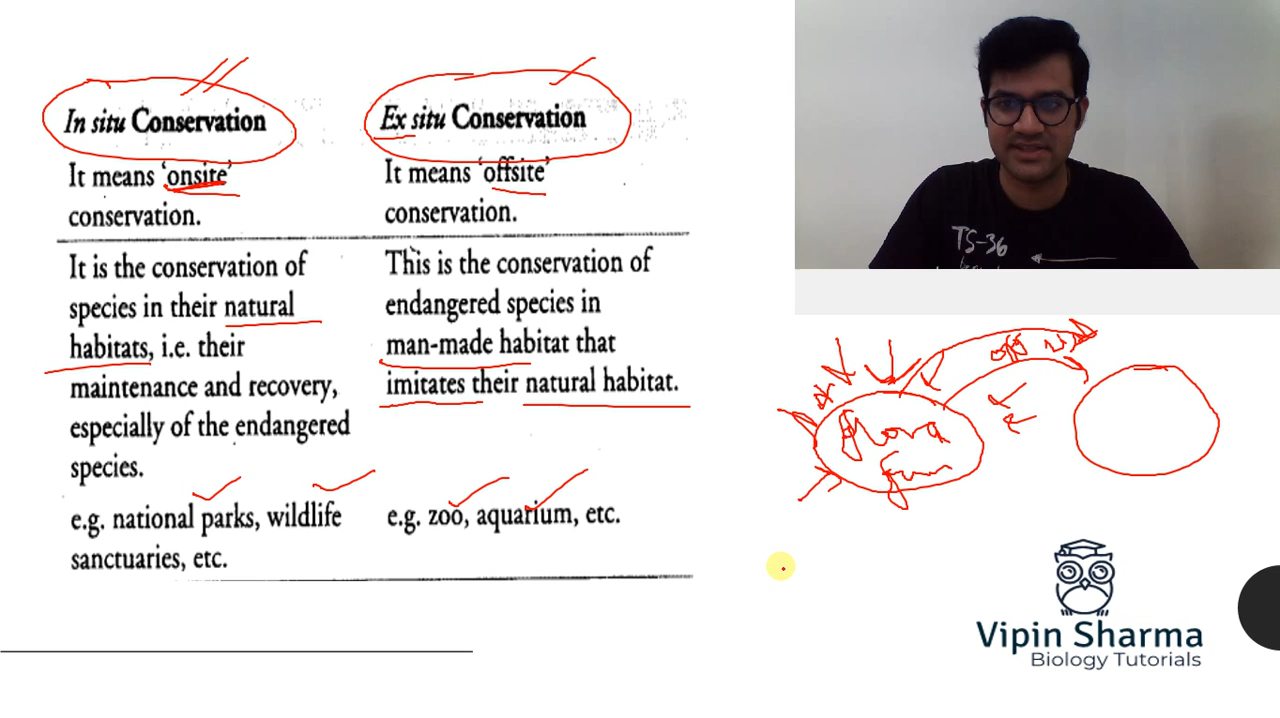 In situ Conservation
It means ‘onsite’
conservation.
It is the conservation of
species in their natural
habitats, i.e. their
maintenance and recovery,
especially of the endangered
species.
e.g. national parks, wildlife
sanctuaries, etc.
Ex situ Conservation
It means ‘offsite’
conservation.
This is the conservation of
endangered species in
man-made habitat that
imitates their natural habitat.
e.g. zoo, aquarium, etc.
TS-36
off
flora
Vipin Sharma
Biology Tutorials